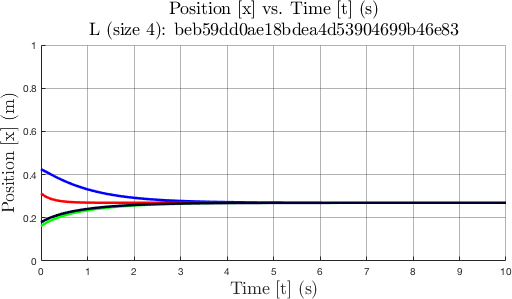 Position [x] vs. Time [t] (s)
L (size 4): beb59dd0ae18bdea4d53904699b46e83
Position [x] (m)
1
0.8
0.6
0.4
0.2
0
0 1 2 3 4 5 6 7 8 9 10
Time [t] (s)